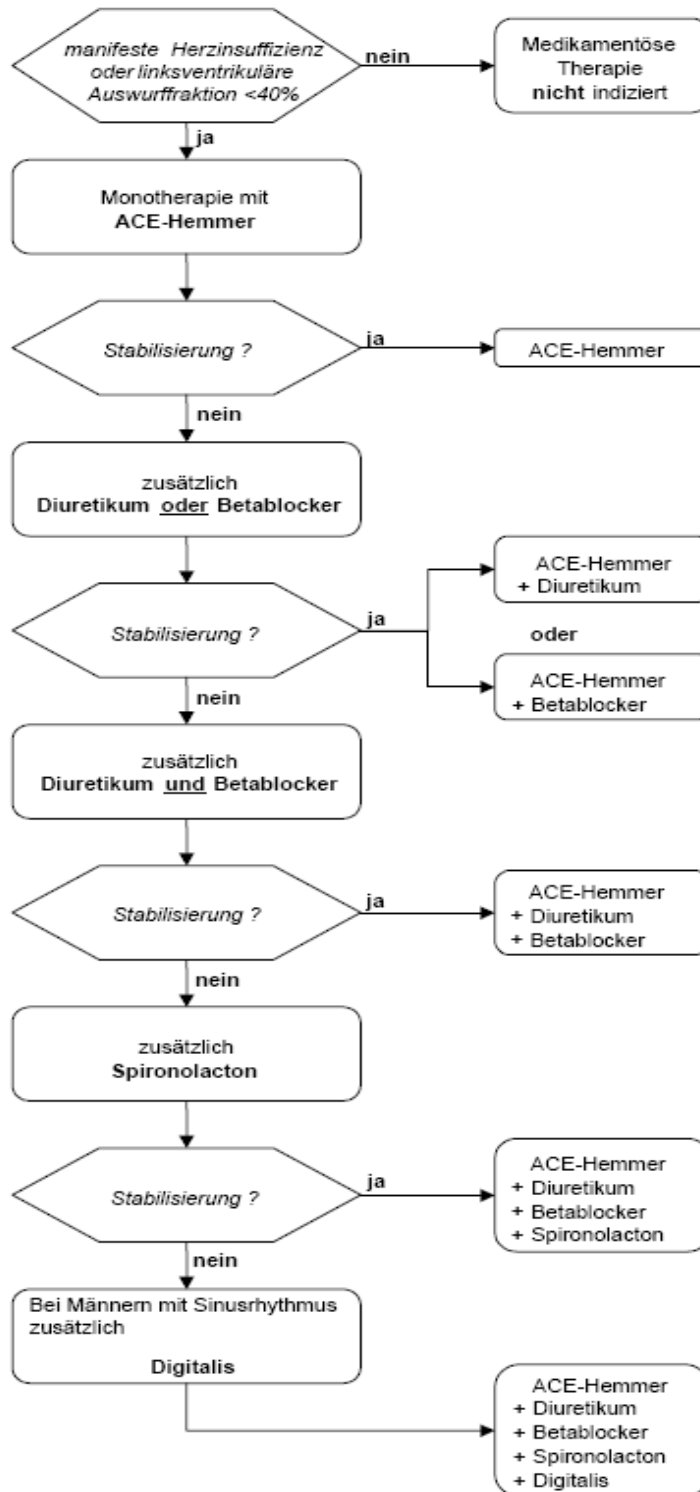 manifeste Herzinsuffizienz
oder linksventrikuläre
Auswurffraktion <40%
nein
Medikamentöse
Therapie
nicht indiziert
ja
Monotherapie mit
ACE-Hemmer
Stabilisierung ?
ja
ACE-Hemmer
nein
zusätzlich
Diuretikum oder Betablocker
Stabilisierung ?
ja
ACE-Hemmer
+ Diuretikum
oder
ACE-Hemmer
+ Betablocker
nein
zusätzlich
Diuretikum und Betablocker
Stabilisierung ?
ja
ACE-Hemmer
+ Diuretikum
+ Betablocker
nein
zusätzlich
Spironolacton
Stabilisierung ?
ja
ACE-Hemmer
+ Diuretikum
+ Betablocker
+ Spironolacton
nein
Bei Männern mit Sinusrhythmus
zusätzlich
Digitalis
ACE-Hemmer
+ Diuretikum
+ Betablocker
+ Spironolacton
+ Digitalis